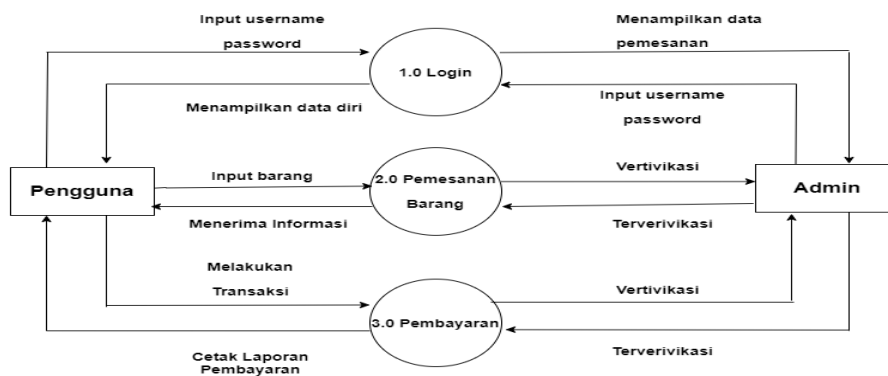 Input username
password
Menampilkan data
pemesanan
1.0 Login
Menampilkan data diri
Input username
password
Pengguna
Input barang
2.0 Pemesanan
Barang
Vertivikasi
Admin
Menerima Informasi
Terverivikasi
Melakukan
Transaksi
Vertivikasi
3.0 Pembayaran
Cetak Laporan
Pembayaran
Terverivikasi